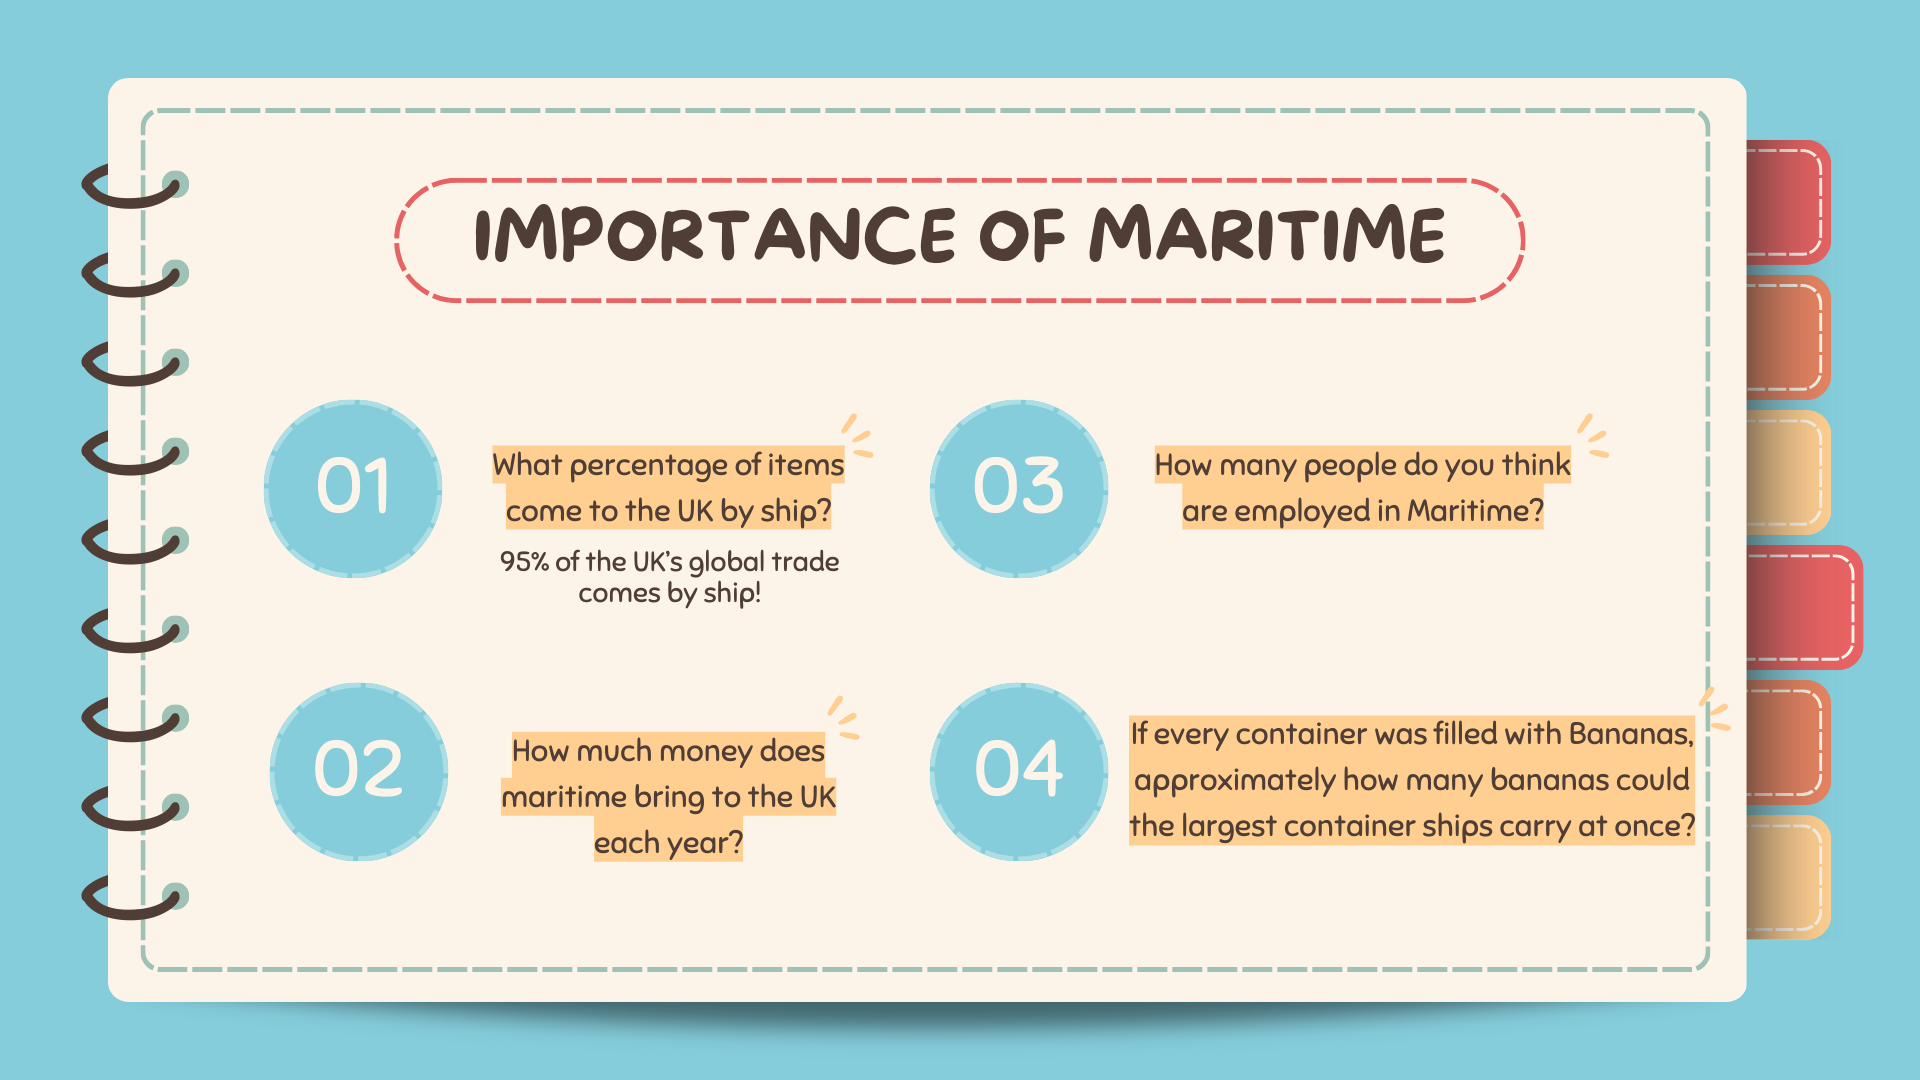 IMPORTANCE OF MARITIME
01
What percentage of items
come to the UK by ship?
95% of the UK's global trade
comes by ship!
02
How much money does
maritime bring to the UK
each year?
03
How many people do you think
are employed in Maritime?
04
If every container was filled with Bananas,
approximately how many bananas could
the largest container ships carry at once?